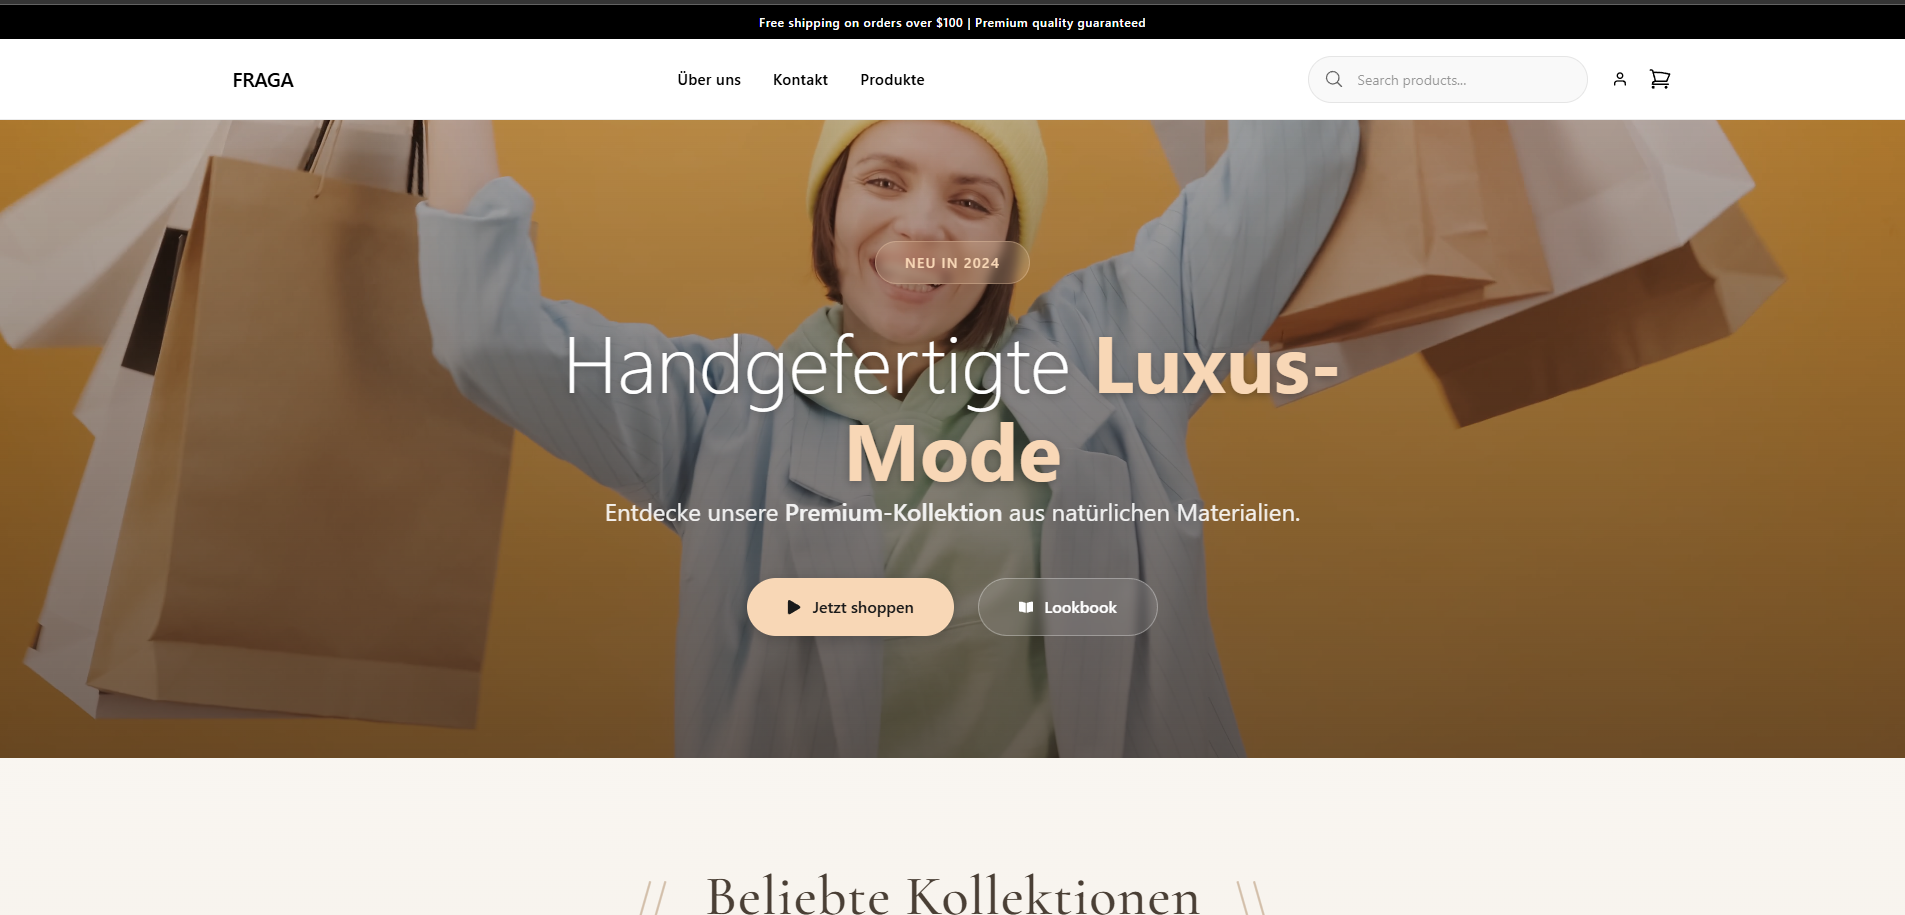 Free shipping on orders over $100 | Premium quality guaranteed
FRAGA
Über uns
Kontakt
Produkte
Search products...
NEU IN 2024
Handgefertigte Luxus-
Mode
Entdecke unsere Premium-Kollektion aus natürlichen Materialien.
Jetzt shoppen
Lookbook
// Beliebte Kollektionen \\